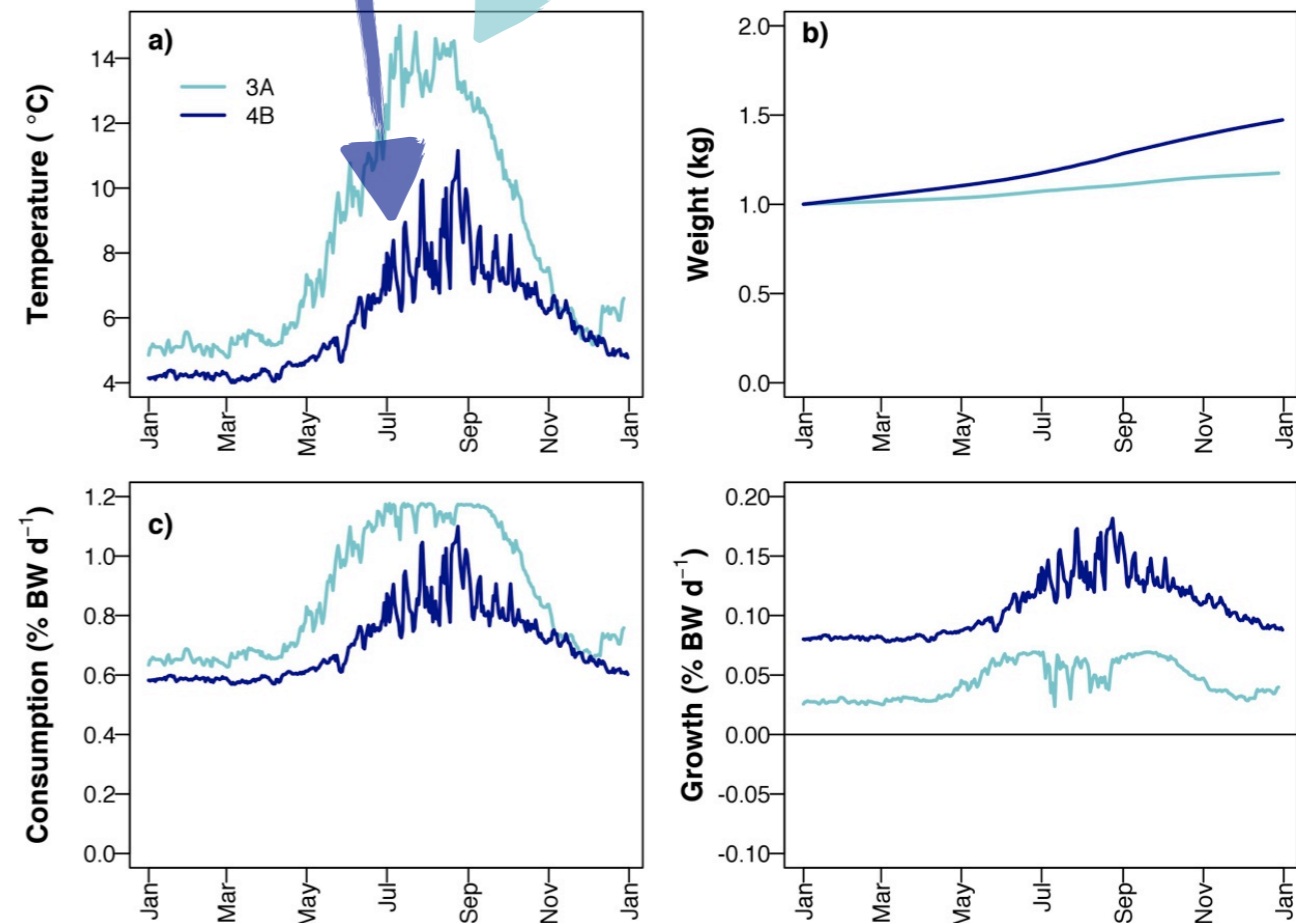 a)
3A
4B
Temperature ( °C)
14
12
10
8
6
4
Jan
Mar
May
Jul
Sep
Nov
Jan
b)
Weight (kg)
2.0
1.5
1.0
0.5
0.0
Jan
Mar
May
Jul
Sep
Nov
Jan
c)
Consumption (% BW d⁻¹)
1.2
1.0
0.8
0.6
0.4
0.2
0.0
Jan
Mar
May
Jul
Sep
Nov
Jan
Growth (% BW d⁻¹)
0.20
0.15
0.10
0.05
0.00
-0.05
-0.10
Jan
Mar
May
Jul
Sep
Nov
Jan